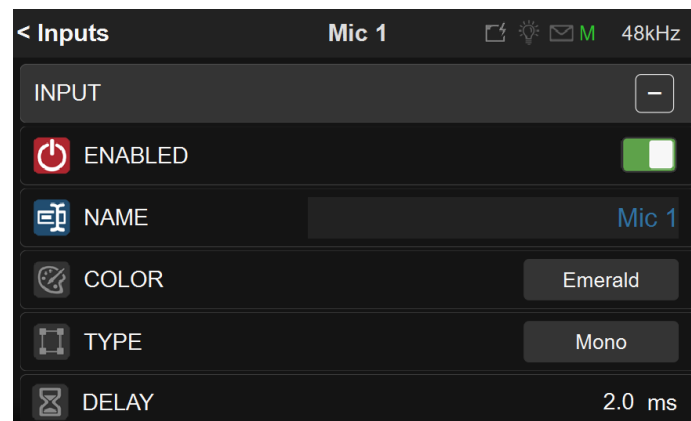 < Inputs Mic 1 M 48kHz
INPUT −
ENABLED
NAME Mic 1
COLOR Emerald
TYPE Mono
DELAY 2.0 ms